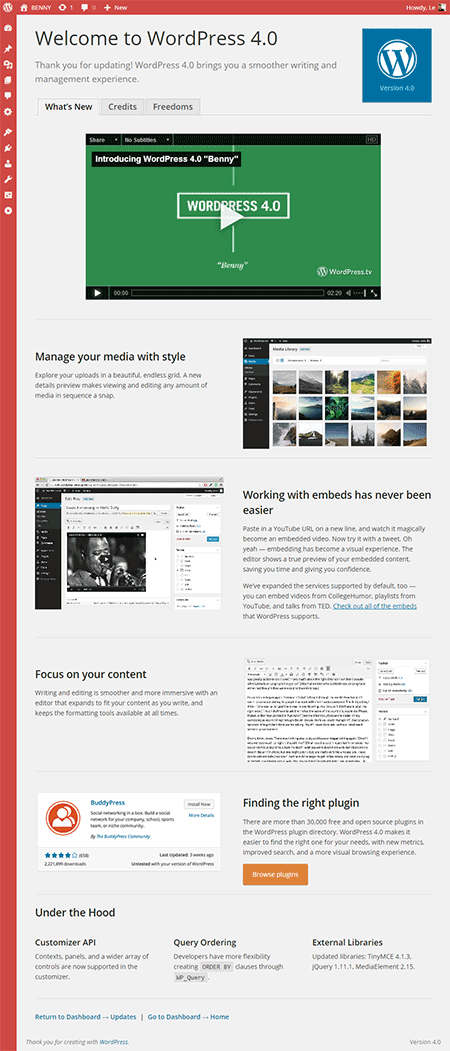 BENNY 1 0 + New Howdy, Le
Welcome to WordPress 4.0
Thank you for updating! WordPress 4.0 brings you a smoother writing and
management experience.
Version 4.0
What's New Credits Freedoms
Share No Subtitles HD
Introducing WordPress 4.0 "Benny"
WORDPRESS 4.0
"Benny"
WordPress.tv
00:00 02:20
Manage your media with style
Explore your uploads in a beautiful, endless grid. A new
details preview makes viewing and editing any amount of
media in sequence a snap.
Media Library
Working with embeds has never been
easier
Paste in a YouTube URL on a new line, and watch it magically
become an embedded video. Now try it with a tweet. Oh
yeah — embedding has become a visual experience. The
editor shows a true preview of your embedded content,
saving you time and giving you confidence.
We've expanded the services supported by default, too —
you can embed videos from CollegeHumor, playlists from
YouTube, and talks from TED. Check out all of the embeds
that WordPress supports.
Focus on your content
Writing and editing is smoother and more immersive with an
editor that expands to fit your content as you write, and
keeps the formatting tools available at all times.
BuddyPress
Install Now
Social networking in a box. Build a social
network for your company, school, sports
team, or niche community.
More Details
By The BuddyPress Community
(658)
Last Updated: 3 weeks ago
2,221,899 downloads
Untested with your version of WordPress
Finding the right plugin
There are more than 30,000 free and open source plugins in
the WordPress plugin directory. WordPress 4.0 makes it
easier to find the right one for your needs, with new metrics,
improved search, and a more visual browsing experience.
Browse plugins
Under the Hood
Customizer API
Contexts, panels, and a wider array of
controls are now supported in the
customizer.
Query Ordering
Developers have more flexibility
creating ORDER BY clauses through
WP_Query.
External Libraries
Updated libraries: TinyMCE 4.1.3,
jQuery 1.11.1, MediaElement 2.15.
Return to Dashboard → Updates | Go to Dashboard → Home
Thank you for creating with WordPress. Version 4.0